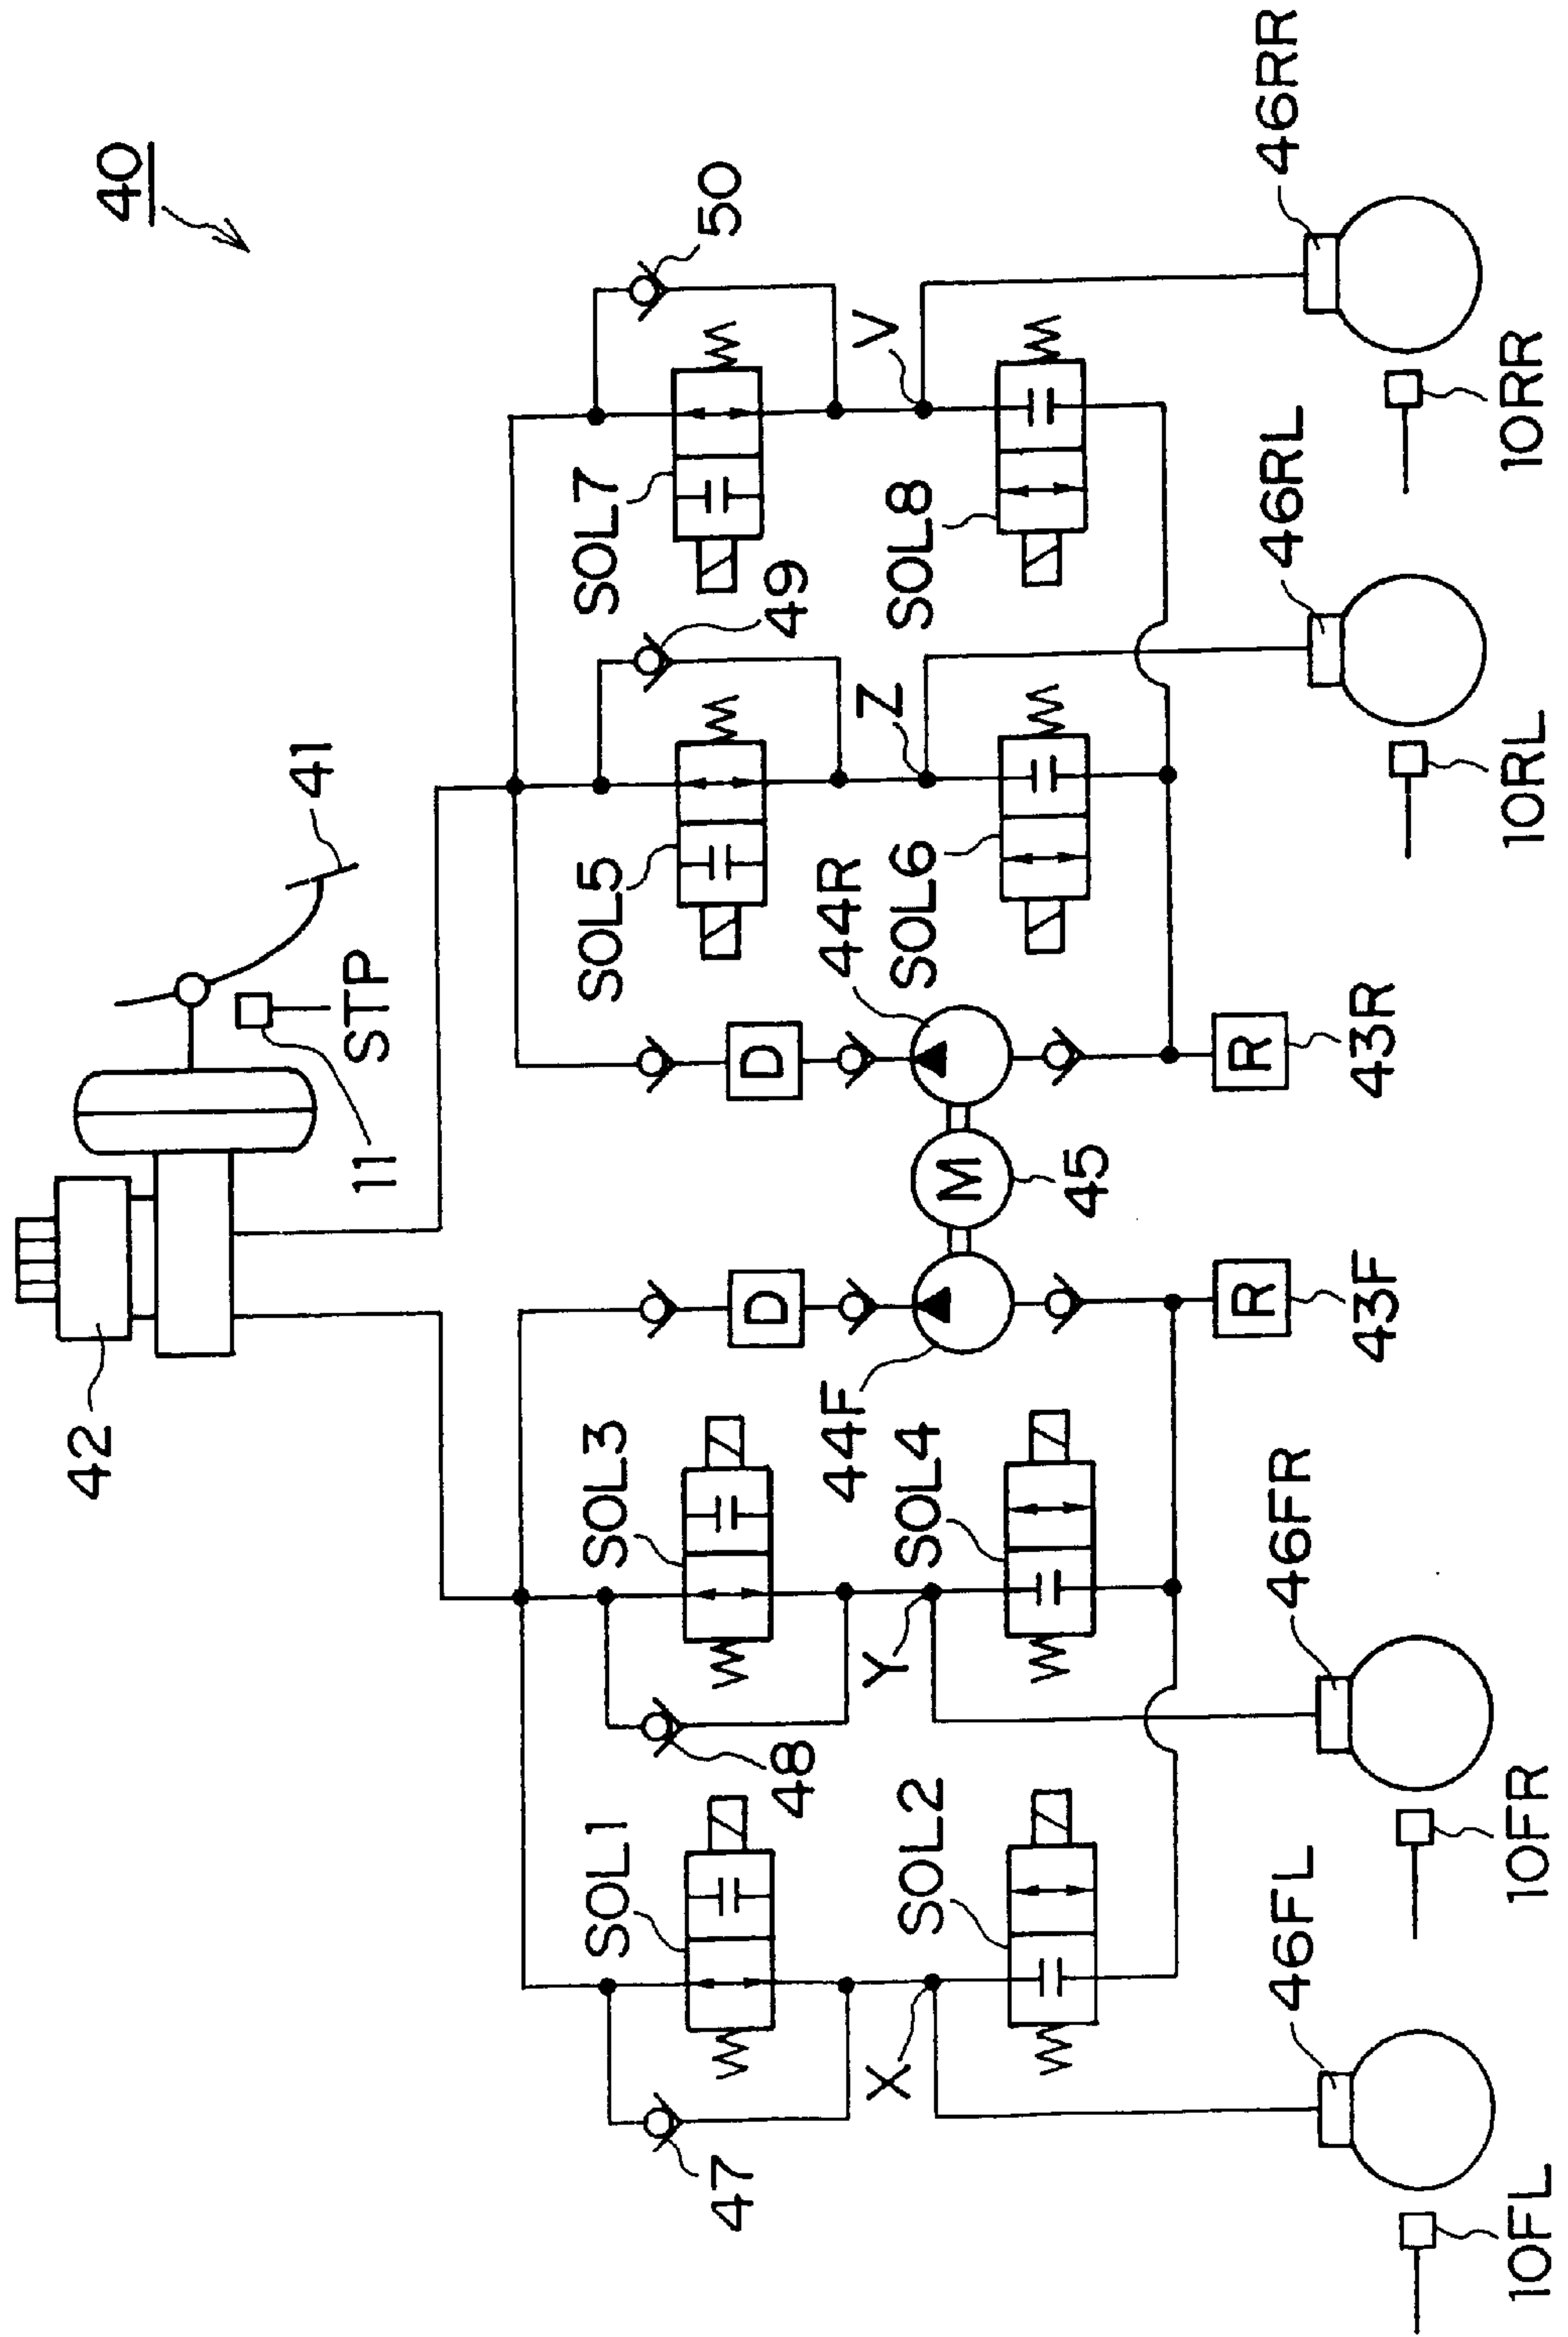 40
42
41
11
STP
SOL1
SOL3
SOL5
SOL7
47
48
49
50
D
D
X
Y
Z
V
SOL2
SOL4
44F
M
45
44R
SOL6
SOL8
R
43F
R
43R
46FL
46FR
46RL
46RR
10FL
10FR
10RL
10RR